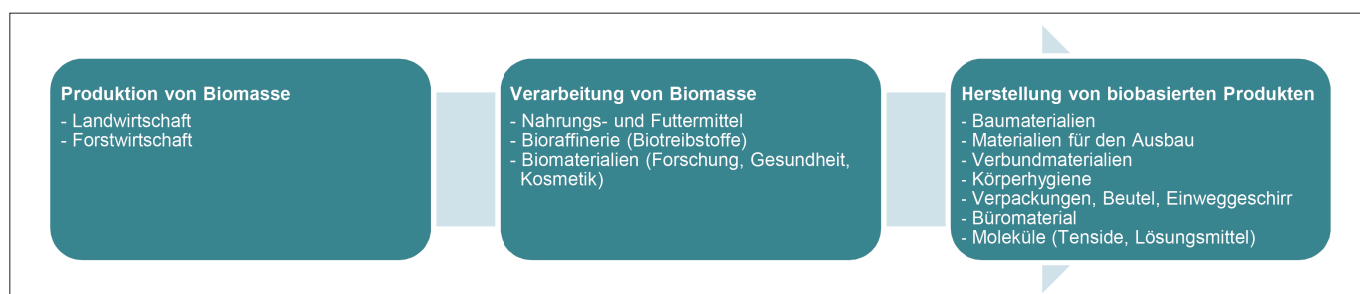 Produktion von Biomasse
- Landwirtschaft
- Forstwirtschaft
Verarbeitung von Biomasse
- Nahrungs- und Futtermittel
- Bioraffinerie (Biotreibstoffe)
- Biomaterialien (Forschung, Gesundheit,
Kosmetik)
Herstellung von biobasierten Produkten
- Baumaterialien
- Materialien für den Ausbau
- Verbundmaterialien
- Körperhygiene
- Verpackungen, Beutel, Einweggeschirr
- Büromaterial
- Moleküle (Tenside, Lösungsmittel)